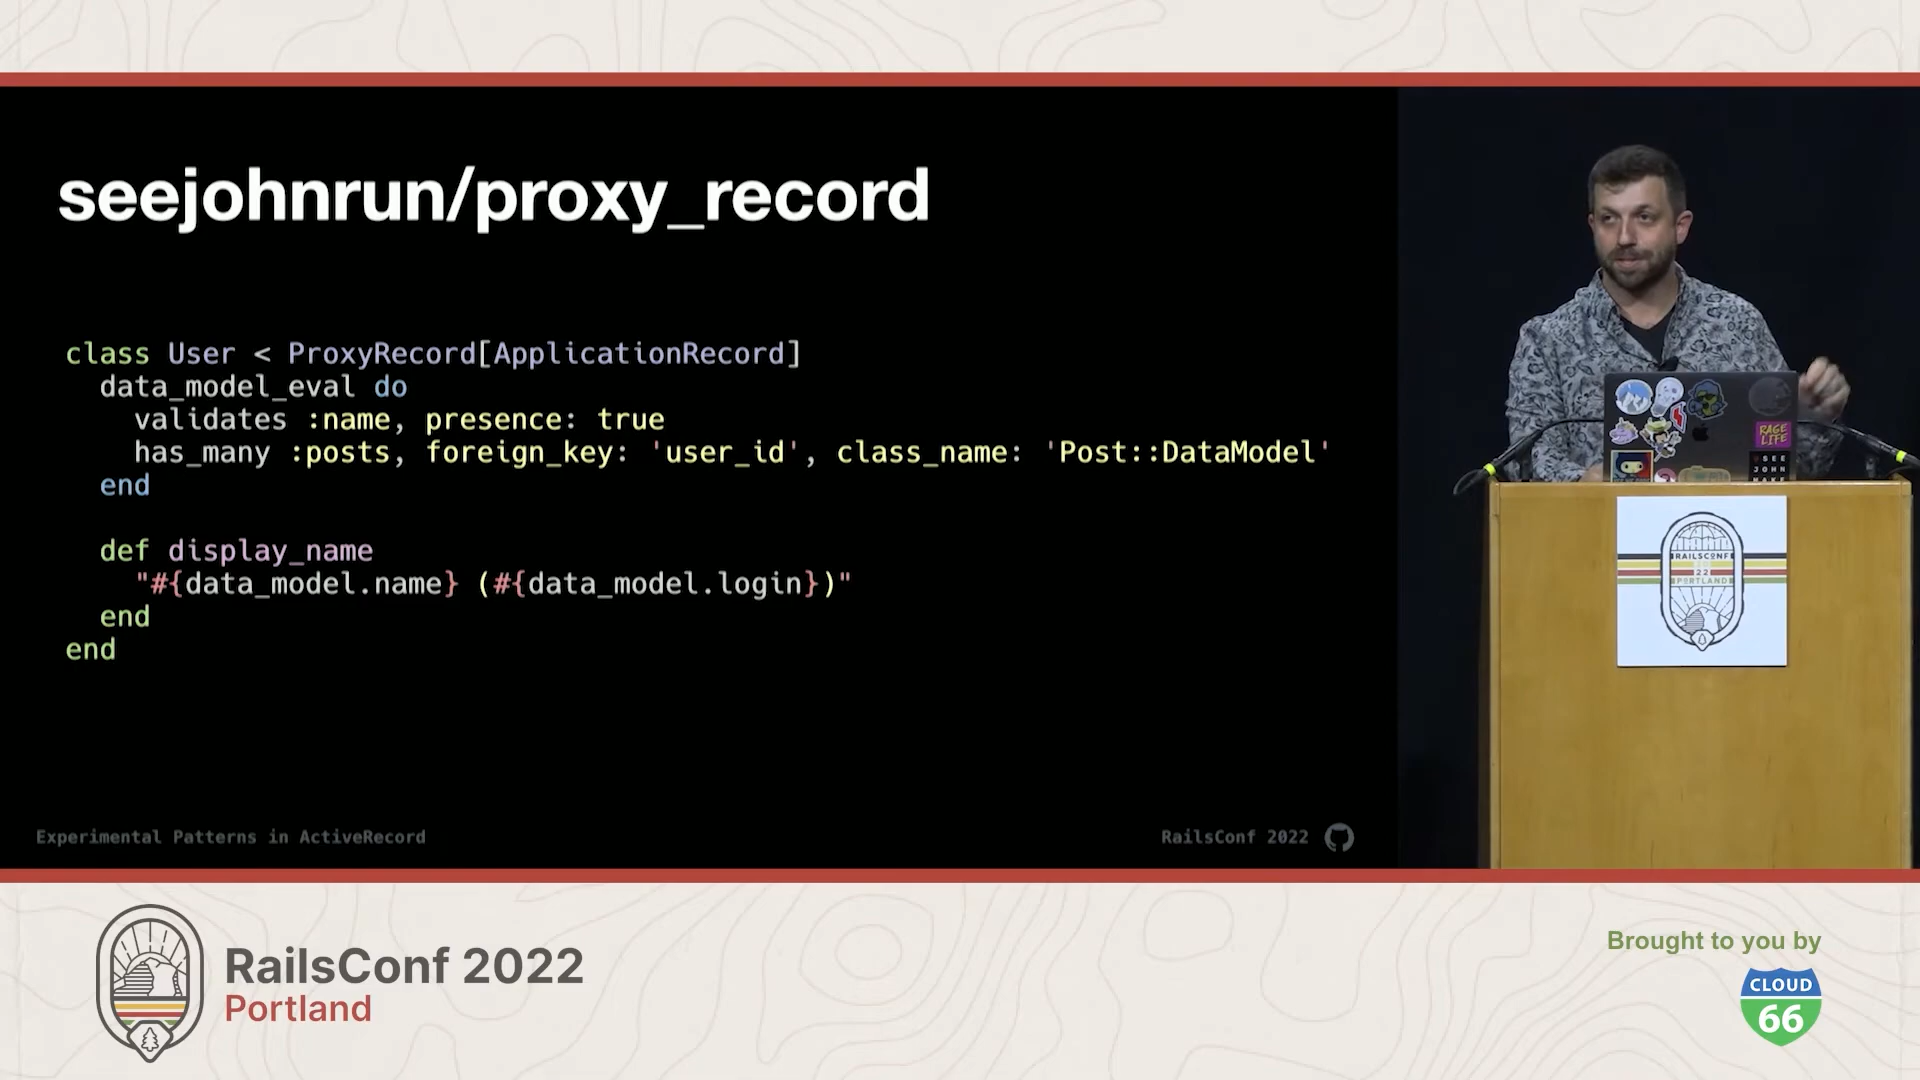 seejohnrun/proxy_record
class User < ProxyRecord[ApplicationRecord]
  data_model_eval do
    validates :name, presence: true
    has_many :posts, foreign_key: 'user_id', class_name: 'Post::DataModel'
  end
  def display_name
    "#{data_model.name} (#{data_model.login})"
  end
end
Experimental Patterns in ActiveRecord
RailsConf 2022
RAGE
LIFE
SEE
JOHN
RAILSCONF
22
PORTLAND
RailsConf 2022
Portland
Brought to you by
CLOUD
66